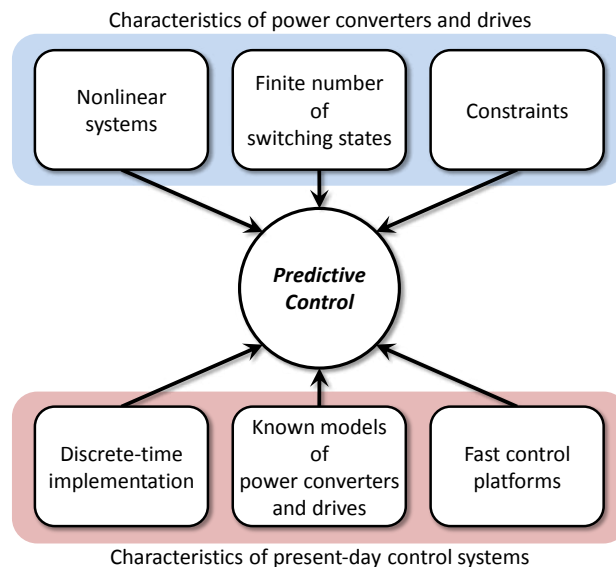 Characteristics of power converters and drives
Nonlinear
systems
Finite number
of
switching states
Constraints
Predictive
Control
Discrete-time
implementation
Known models
of
power converters
and drives
Fast control
platforms
Characteristics of present-day control systems